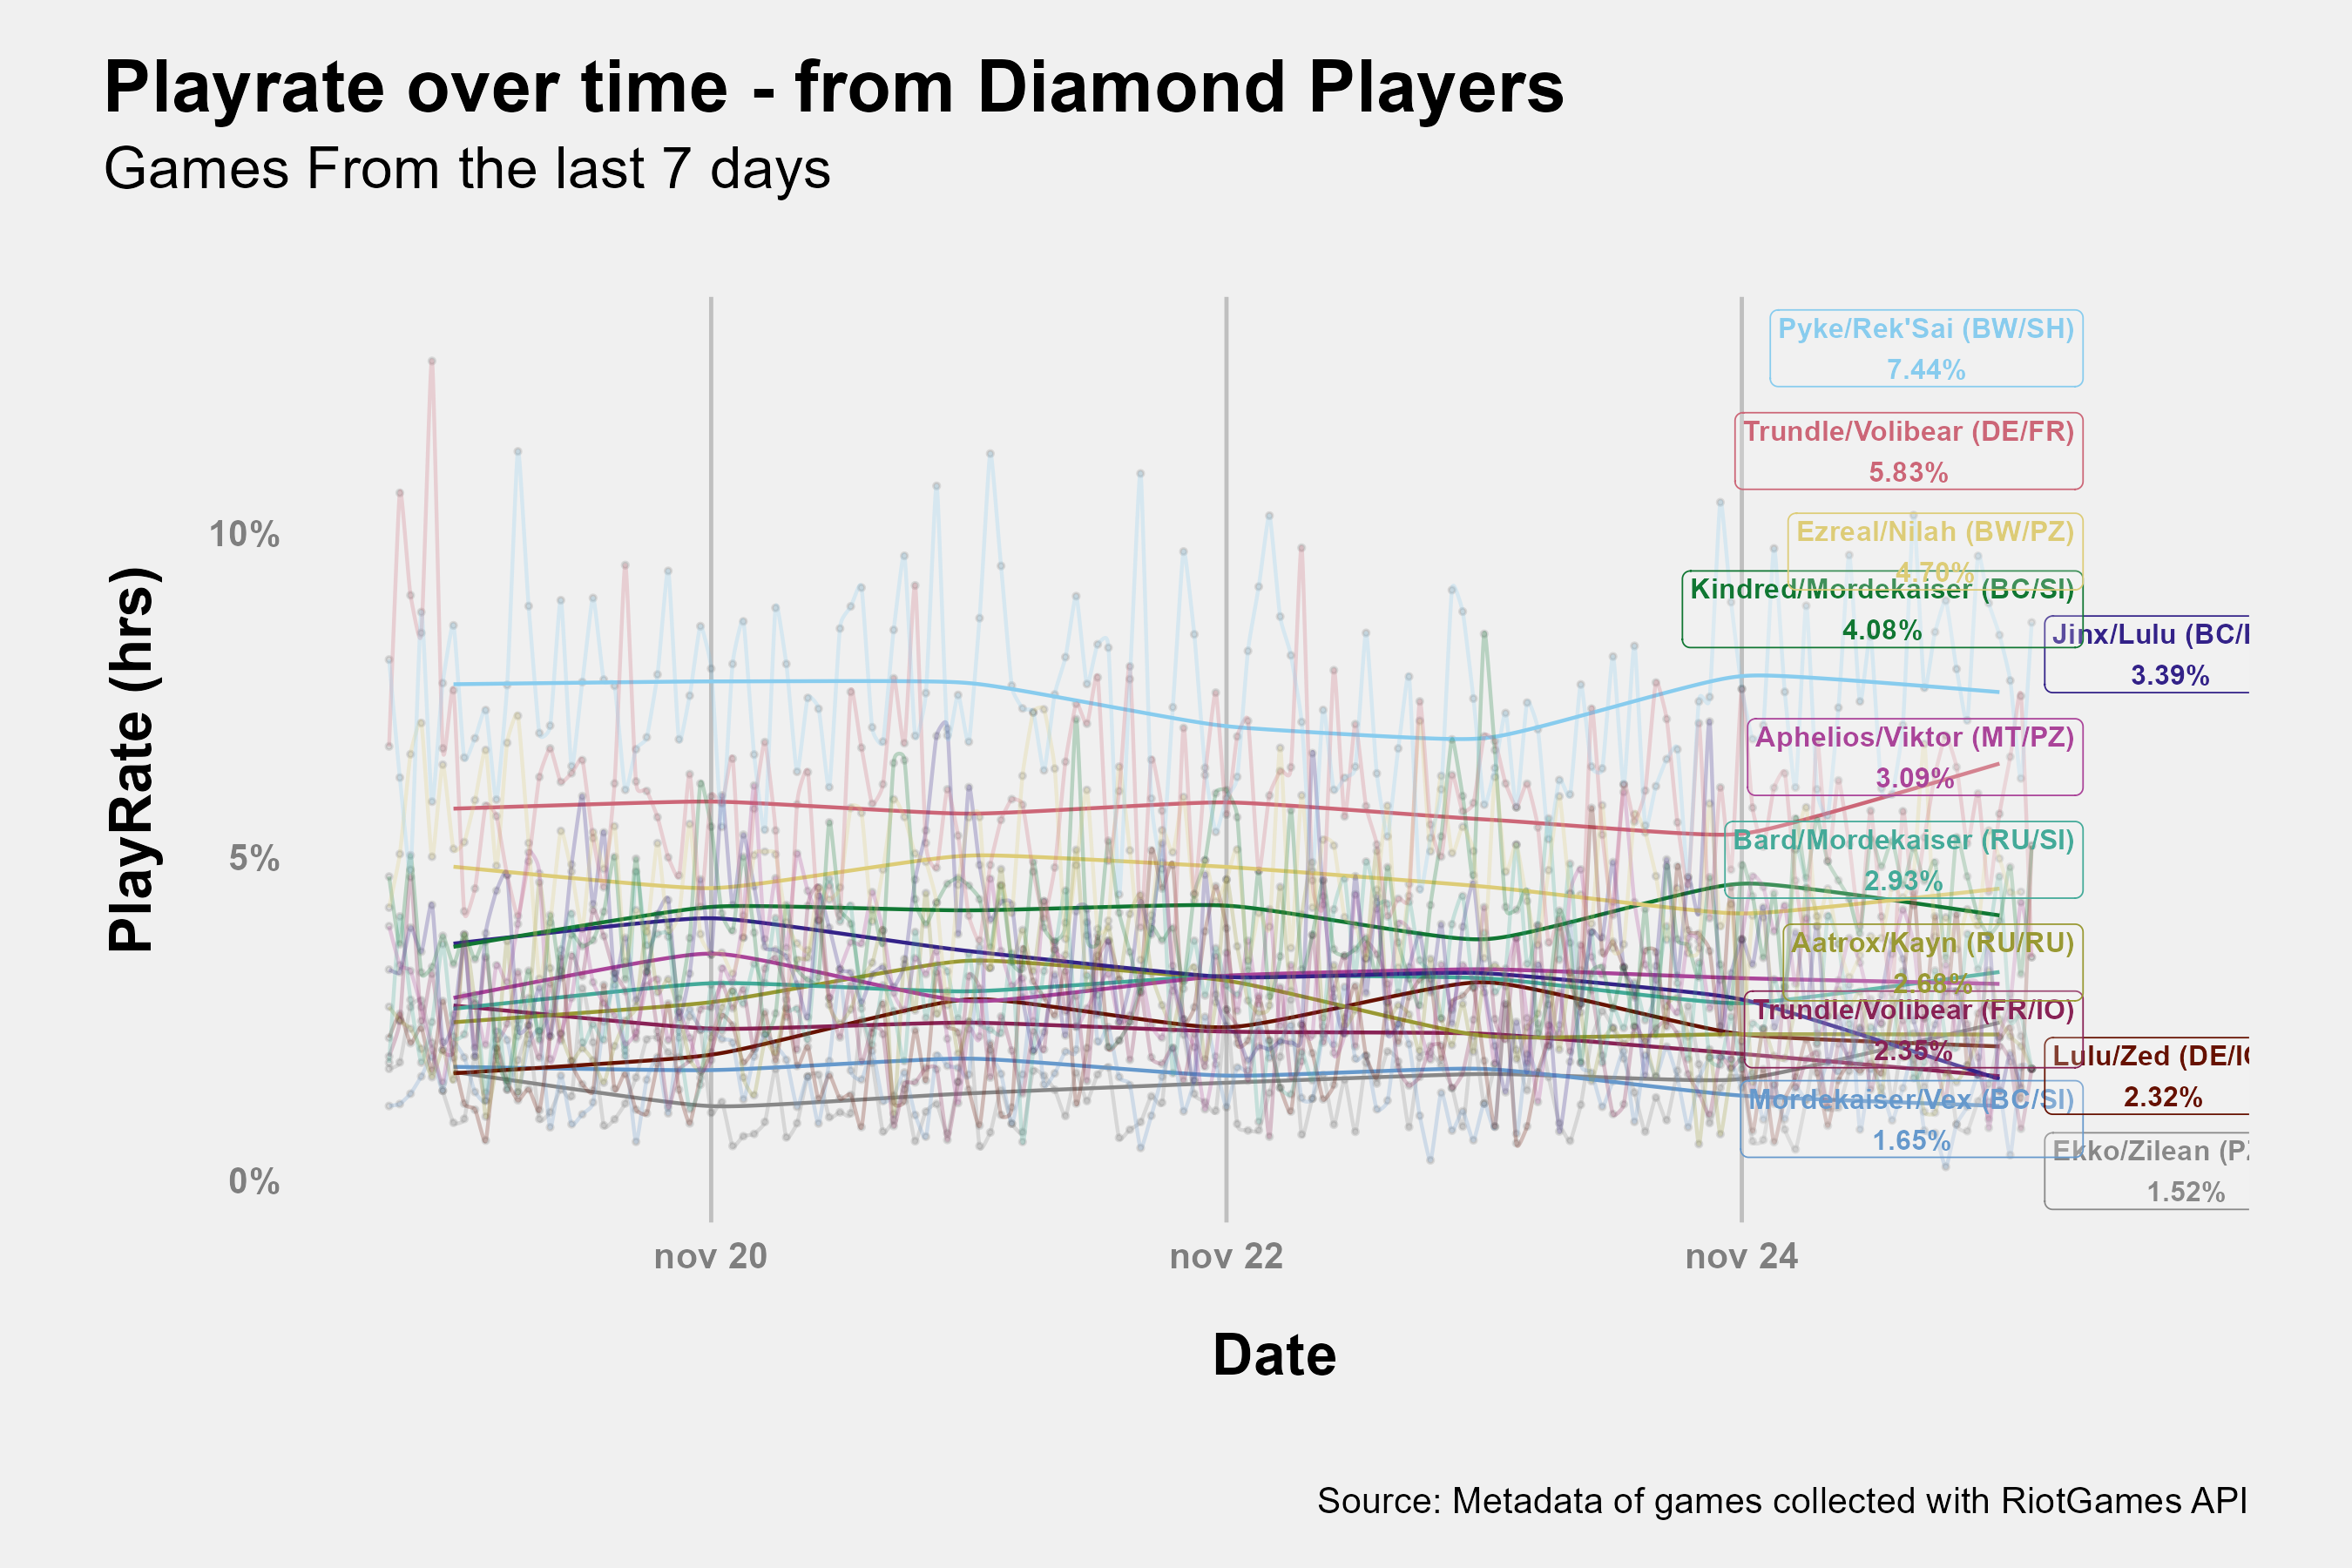 Playrate over time - from Diamond Players
Games From the last 7 days
PlayRate (hrs)
10%
5%
0%
Pyke/Rek'Sai (BW/SH)
7.44%
Trundle/Volibear (DE/FR)
5.83%
Ezreal/Nilah (BW/PZ)
4.70%
Kindred/Mordekaiser (BC/SI)
4.08%
Jinx/Lulu
3.39%
Aphelios/Viktor (MT/PZ)
3.09%
Bard/Mordekaiser (RU/SI)
2.93%
Aatrox/Kayn (RU/RU)
2.68%
Trundle/Volibear (FR/IO)
2.35%
Lulu/Zed
2.32%
Mordekaiser/Vex (BC/SI)
1.65%
Ekko/Zilean
1.52%
nov 20
nov 22
nov 24
Date
Source: Metadata of games collected with RiotGames API